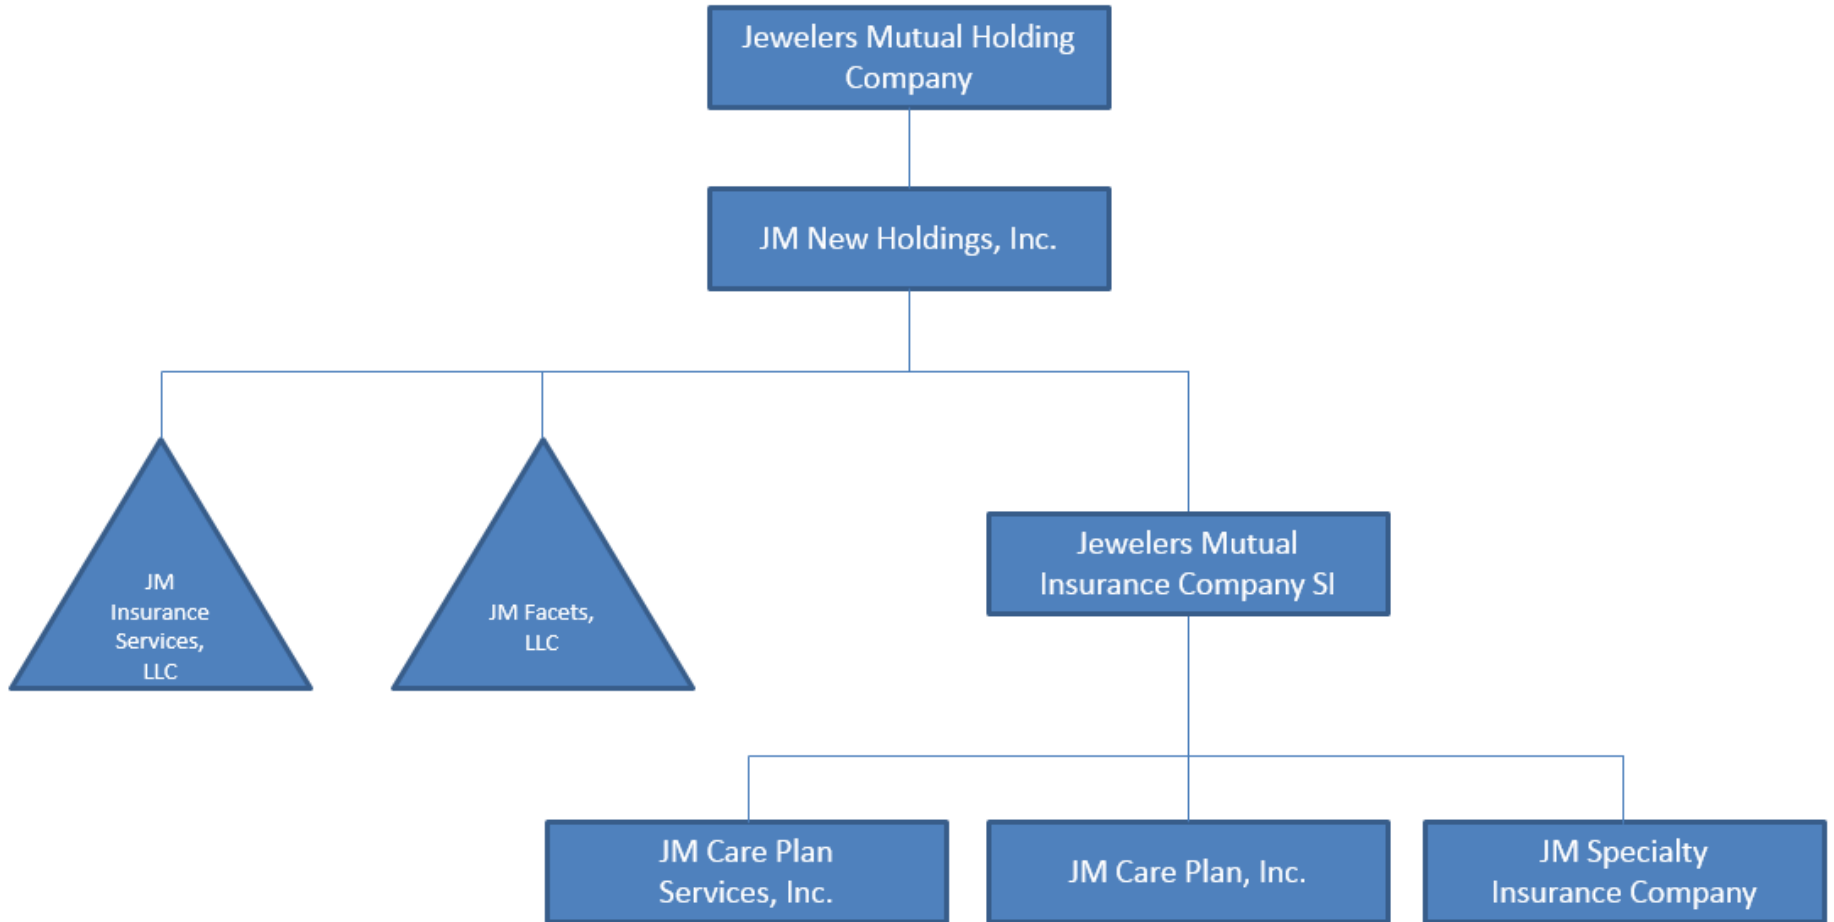 Jewelers Mutual Holding
Company
JM New Holdings, Inc.
JM
Insurance
Services,
LLC
JM Facets,
LLC
Jewelers Mutual
Insurance Company SI
JM Care Plan
Services, Inc.
JM Care Plan, Inc.
JM Specialty
Insurance Company